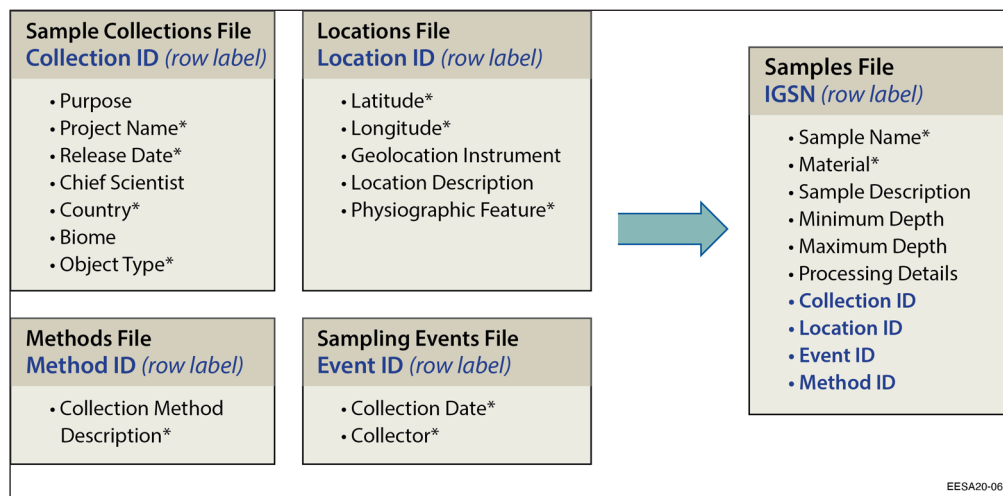 Sample Collections File
Collection ID (row label)
• Purpose
• Project Name*
• Release Date*
• Chief Scientist
• Country*
• Biome
• Object Type*
Locations File
Location ID (row label)
• Latitude*
• Longitude*
• Geolocation Instrument
• Location Description
• Physiographic Feature*
Methods File
Method ID (row label)
• Collection Method
Description*
Sampling Events File
Event ID (row label)
• Collection Date*
• Collector*
Samples File
IGSN (row label)
• Sample Name*
• Material*
• Sample Description
• Minimum Depth
• Maximum Depth
• Processing Details
• Collection ID
• Location ID
• Event ID
• Method ID
EESA20-06